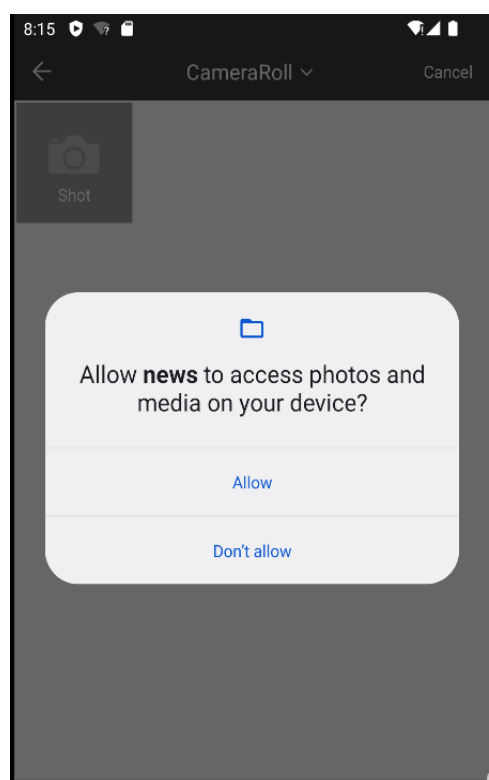 8:15
CameraRoll
Cancel
Shot
Allow news to access photos and
media on your device?
Allow
Don't allow